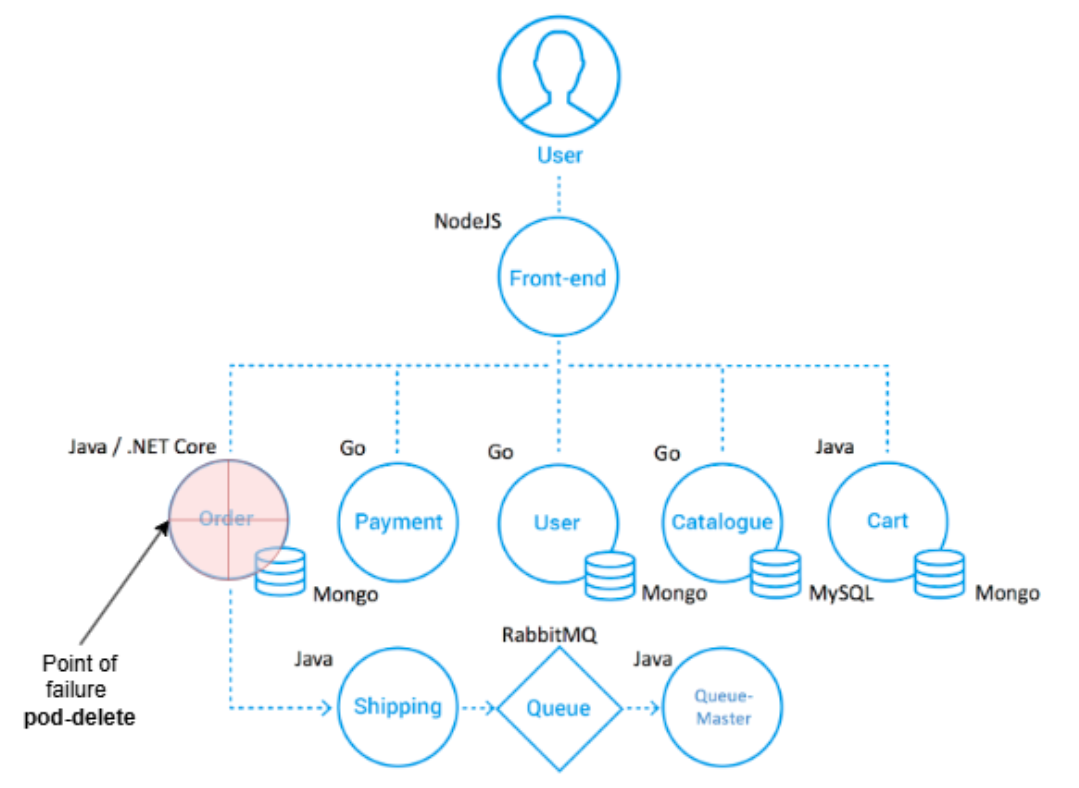 User
NodeJS
Front-end
Java / .NET Core
Go
Go
Go
Java
Order
Payment
User
Catalogue
Cart
Mongo
Mongo
MySQL
Mongo
Point of
failure
pod-delete
Java
RabbitMQ
Java
Shipping
Queue
Queue-
Master